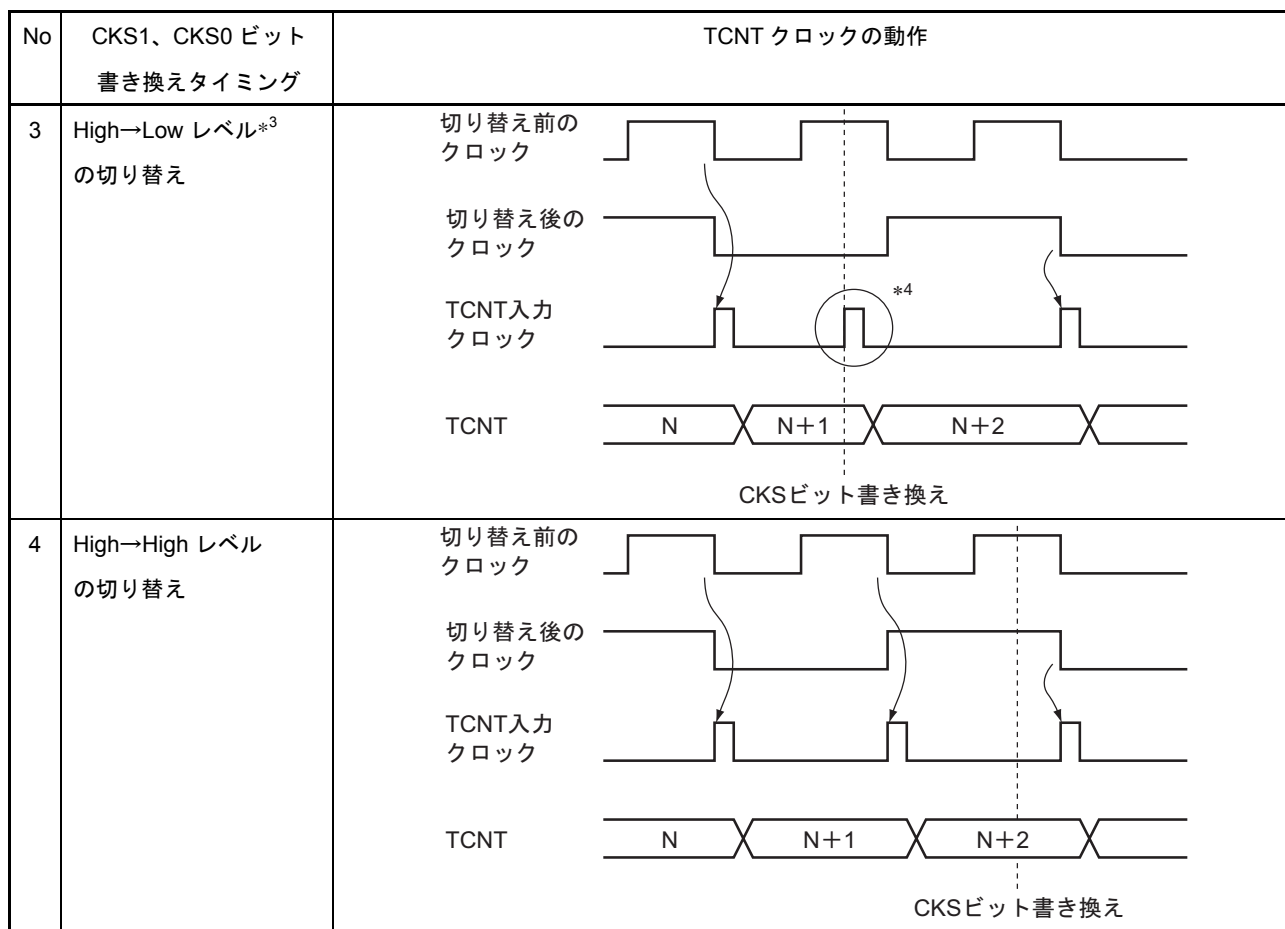 No
CKS1、CKS0 ビット
書き換えタイミング
TCNT クロックの動作
3
High→Low レベル*3
の切り替え
切り替え前の
クロック
切り替え後の
クロック
TCNT入力
クロック
*4
TCNT
N
N+1
N+2
CKSビット書き換え
4
High→High レベル
の切り替え
切り替え前の
クロック
切り替え後の
クロック
TCNT入力
クロック
TCNT
N
N+1
N+2
CKSビット書き換え